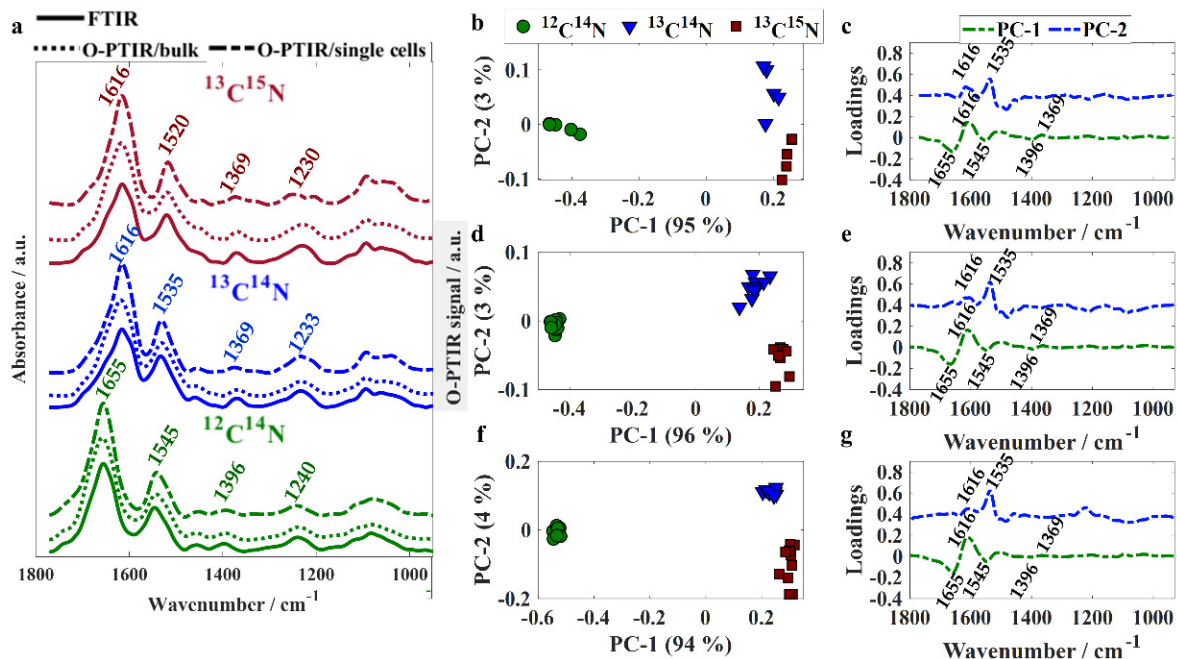 a
FTIR
O-PTIR/bulk
O-PTIR/single cells
¹³C¹⁵N
1616
1520
1369
1230
¹³C¹⁴N
1616
1535
1369
1233
¹²C¹⁴N
1655
1545
1396
1240
Absorbance / a.u.
O-PTIR signal / a.u.
1800
1600
1400
1200
1000
Wavenumber / cm⁻¹
b
¹²C¹⁴N
¹³C¹⁴N
¹³C¹⁵N
PC-2 (3 %)
0.1
0
-0.1
-0.4
-0.2
0
0.2
PC-1 (95 %)
c
PC-1
PC-2
Loadings
0.6
0.4
0.2
0
-0.2
0.4
1616
1535
1616
1369
1655
1545
1396
1800
1600
1400
1200
1000
Wavenumber / cm⁻¹
d
PC-2 (3 %)
0.1
0
-0.1
-0.4
-0.2
0
0.2
PC-1 (96 %)
e
Loadings
0.8
0.6
0.4
0.2
0
-0.2
0.4
1616
1535
1616
1369
1655
1545
1396
1800
1600
1400
1200
1000
Wavenumber / cm⁻¹
f
PC-2 (4 %)
0.2
0
-0.2
-0.6
-0.4
-0.2
0
0.2
PC-1 (94 %)
g
Loadings
0.8
0.6
0.4
0.2
0
-0.2
0.4
1616
1535
1616
1369
1655
1545
1396
1800
1600
1400
1200
1000
Wavenumber / cm⁻¹